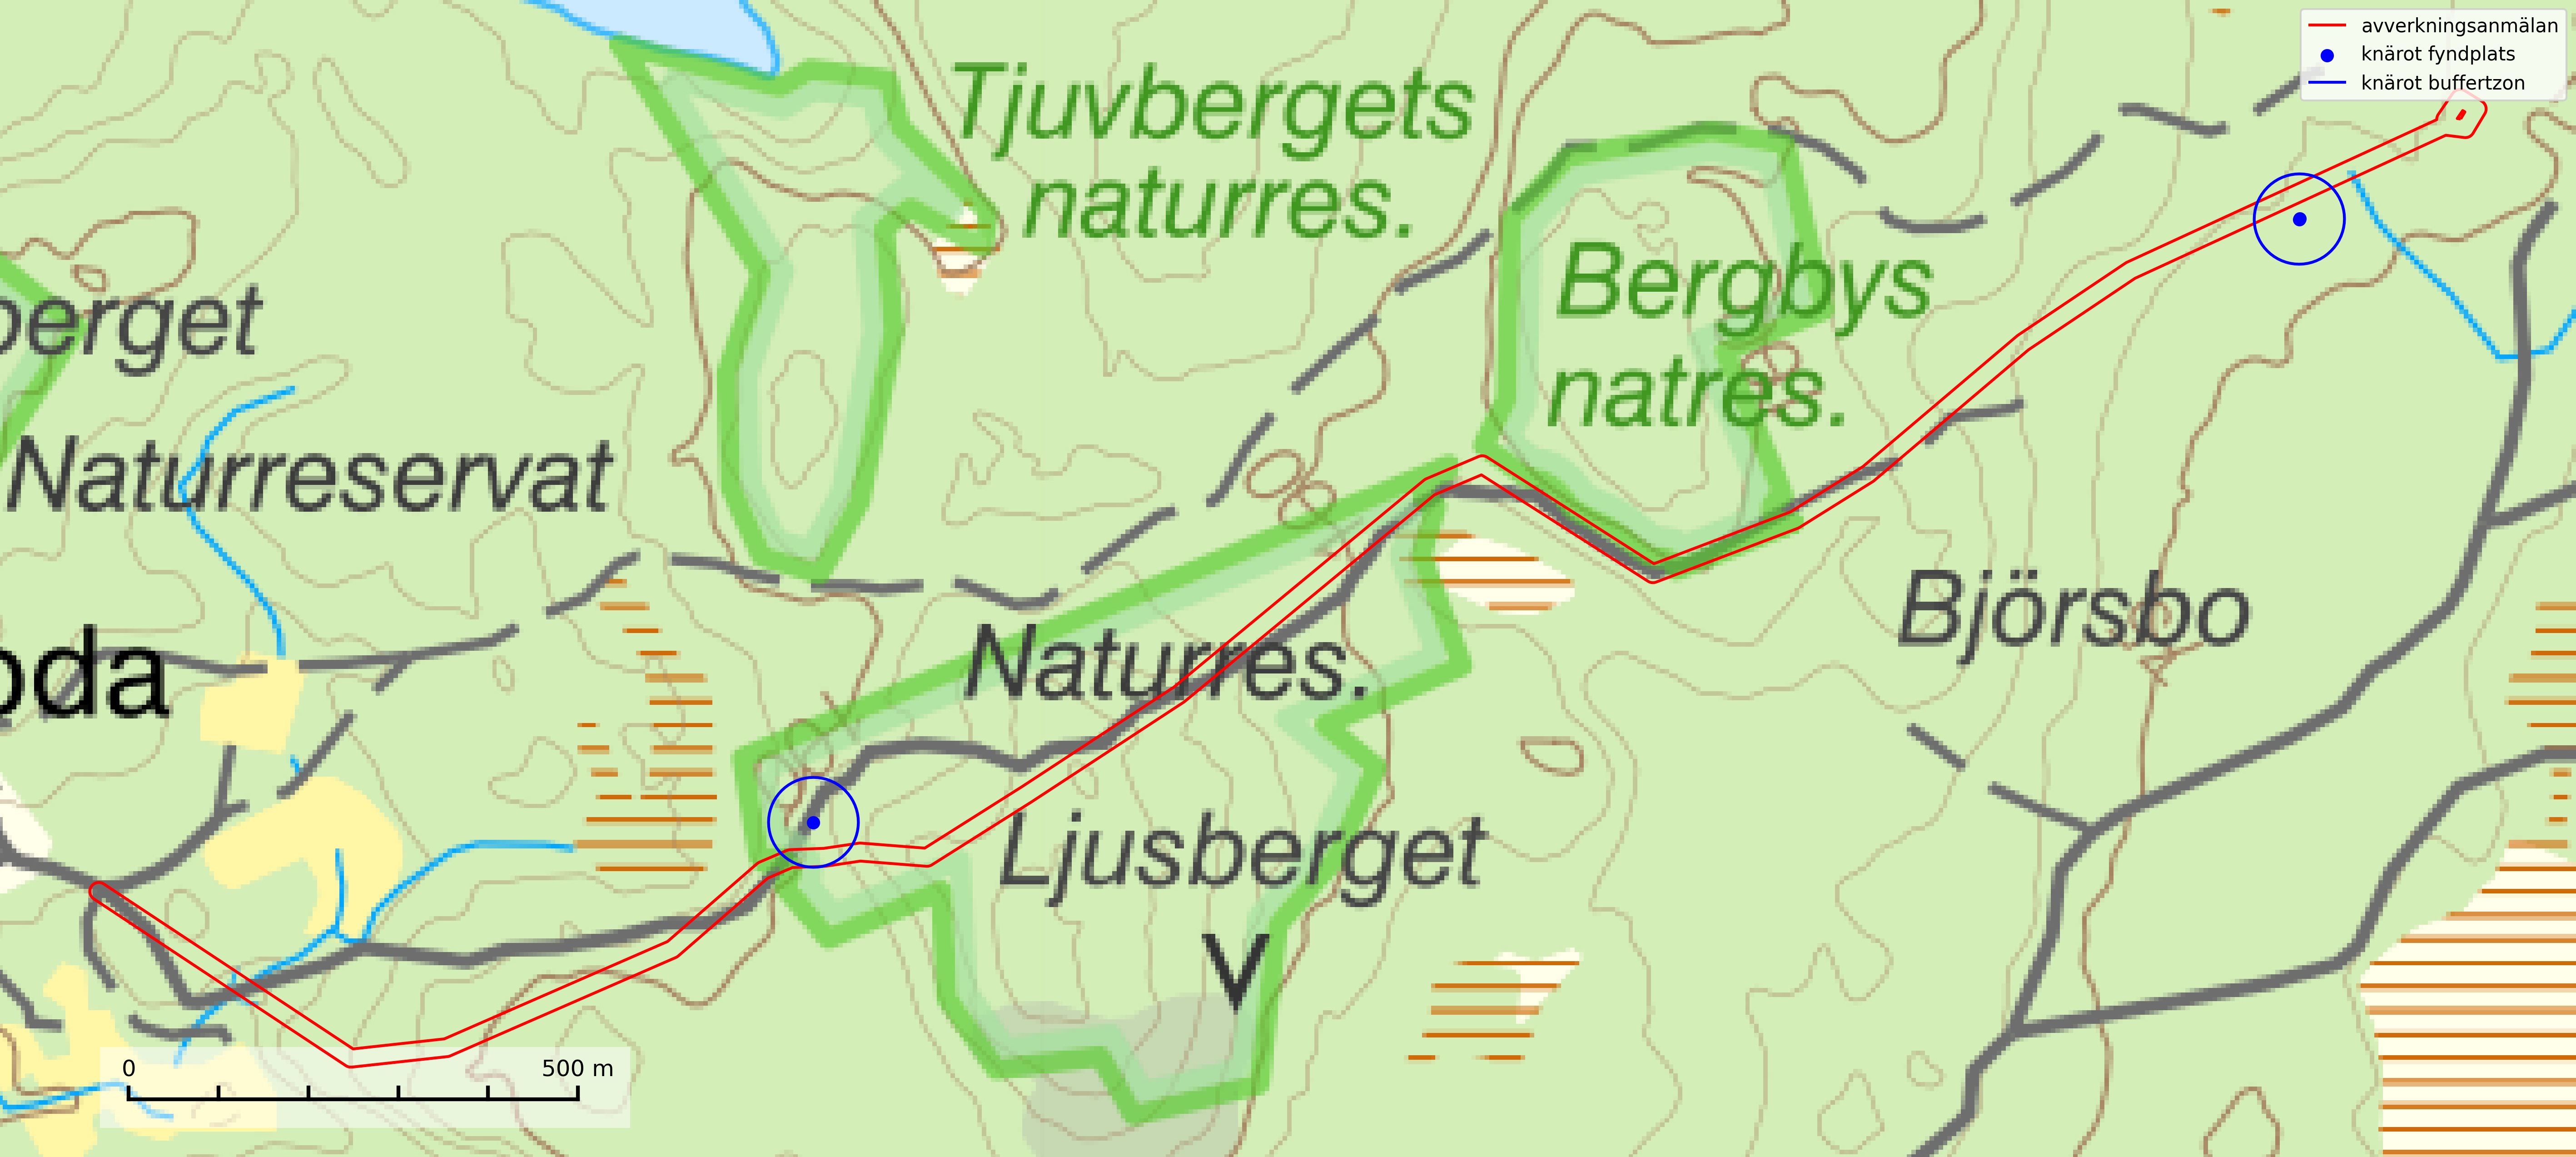 avverkningsanmälan
knärot fyndplats
knärot buffertzon
Tjuvbergets
naturres.
Bergbys
natres.
berget
Naturreservat
Björsbo
Naturres.
oda
Ljusberget
0 500 m